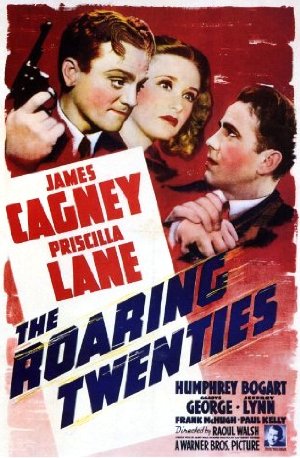 JAMES
CAGNEY
PRISCILLA
LANE
THE
ROARING
TWENTIES
HUMPHREY BOGART
GLADYS JEFFREY
GEORGE · LYNN
FRANK McHUGH · PAUL KELLY
Directed by RAOUL WALSH
A WARNER BROS. PICTURE